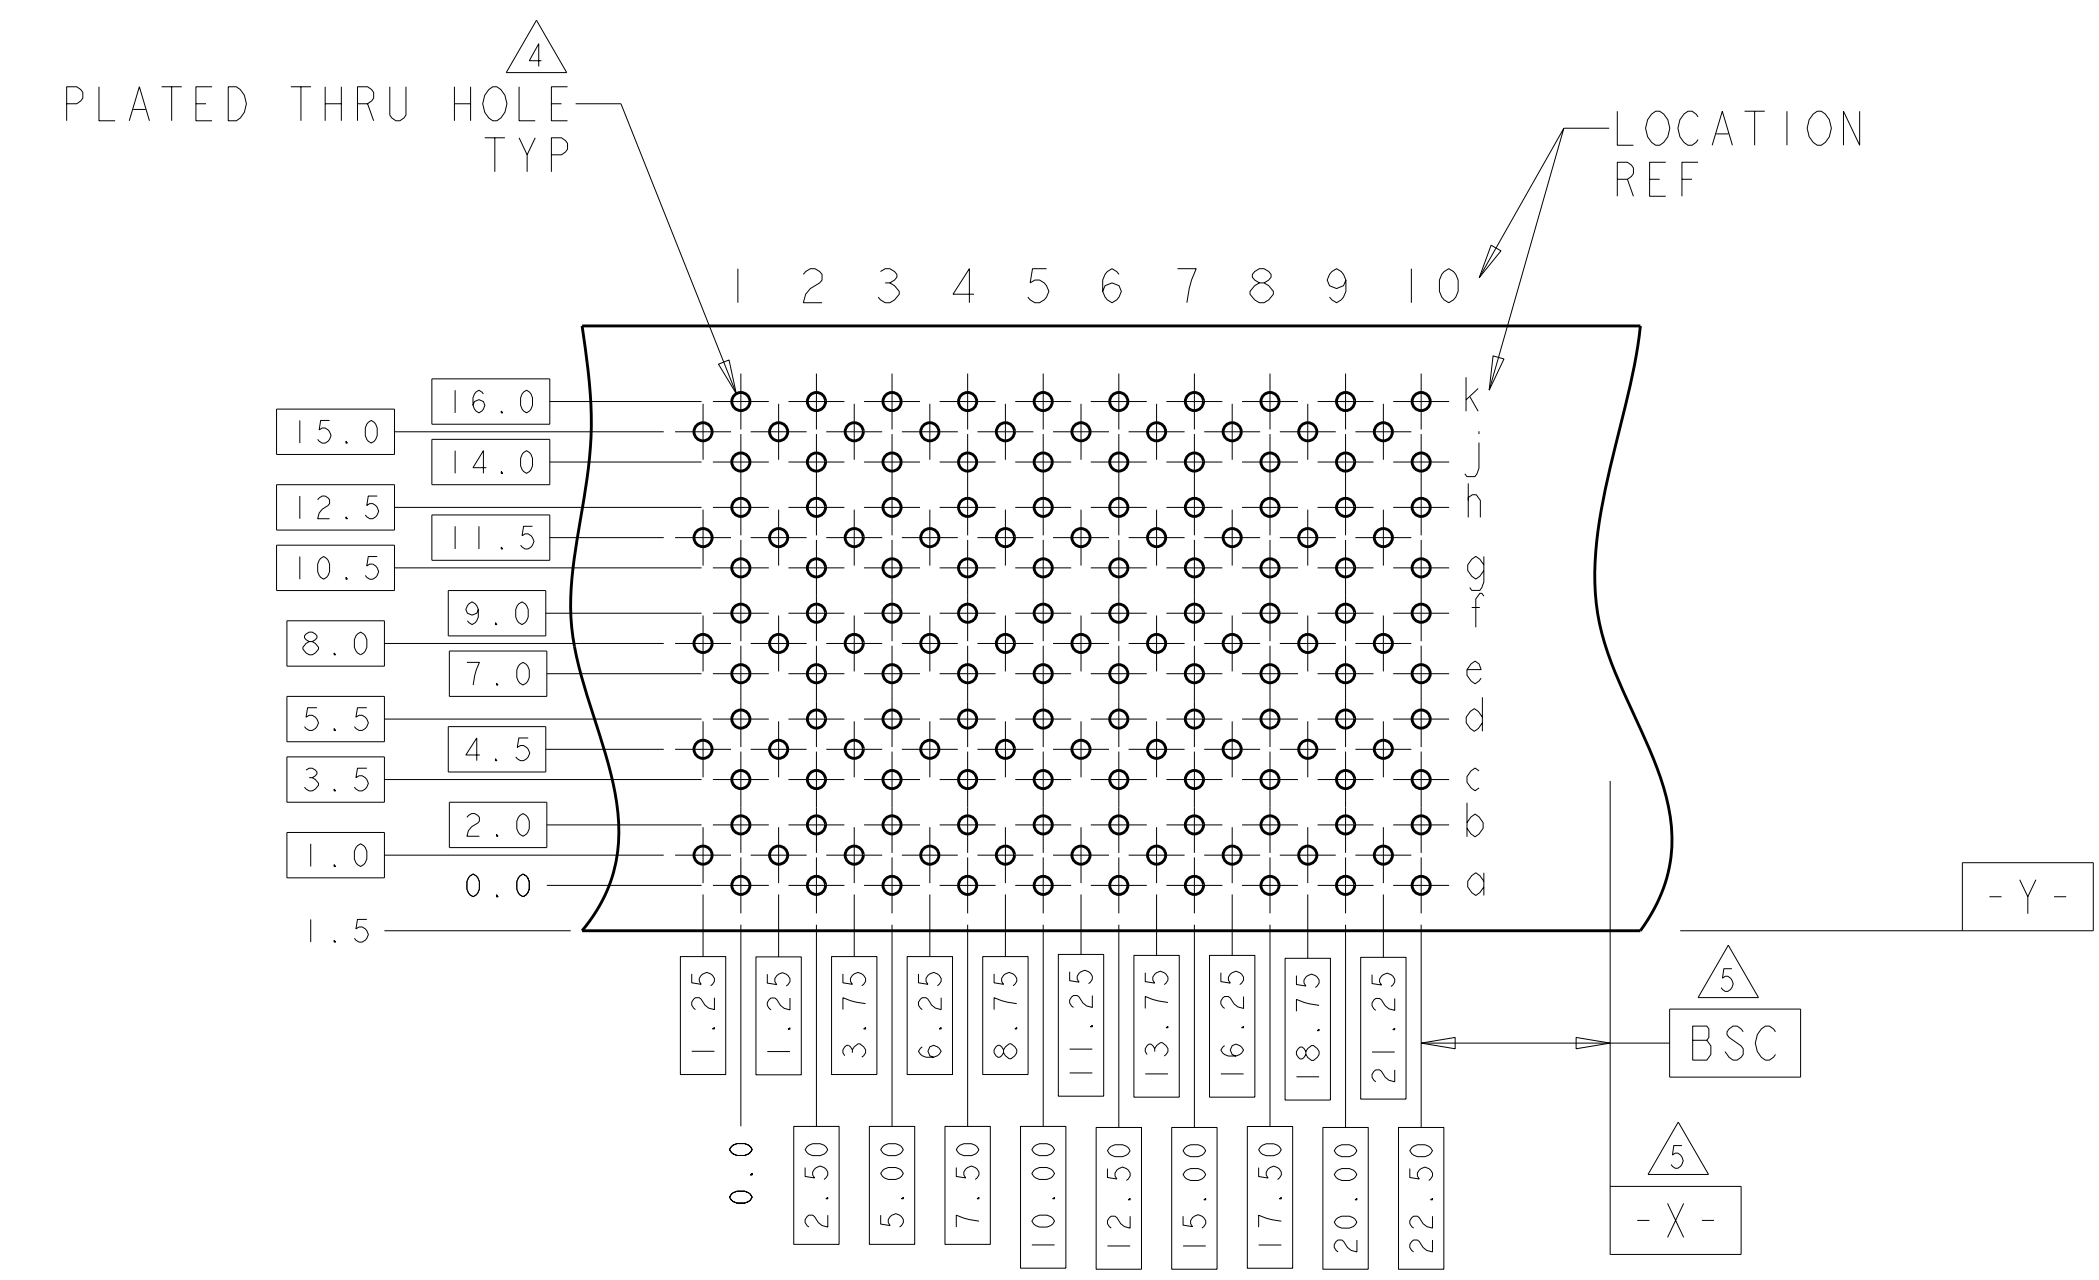 4
PLATED THRU HOLE
TYP
LOCATION
REF
1 2 3 4 5 6 7 8 9 10
16.0 k
15.0
14.0 j
12.5 h
11.5
10.5 g
9.0 f
8.0
7.0 e
5.5 d
4.5
3.5 c
2.0 b
1.0
0.0 a
1.5
-Y-
1.25 1.25 3.75 6.25 8.75 11.25 13.75 16.25 18.75 21.25
5
BSC
0.0 2.50 5.00 7.50 10.00 12.50 15.00 17.50 20.00 22.50
5
-X-